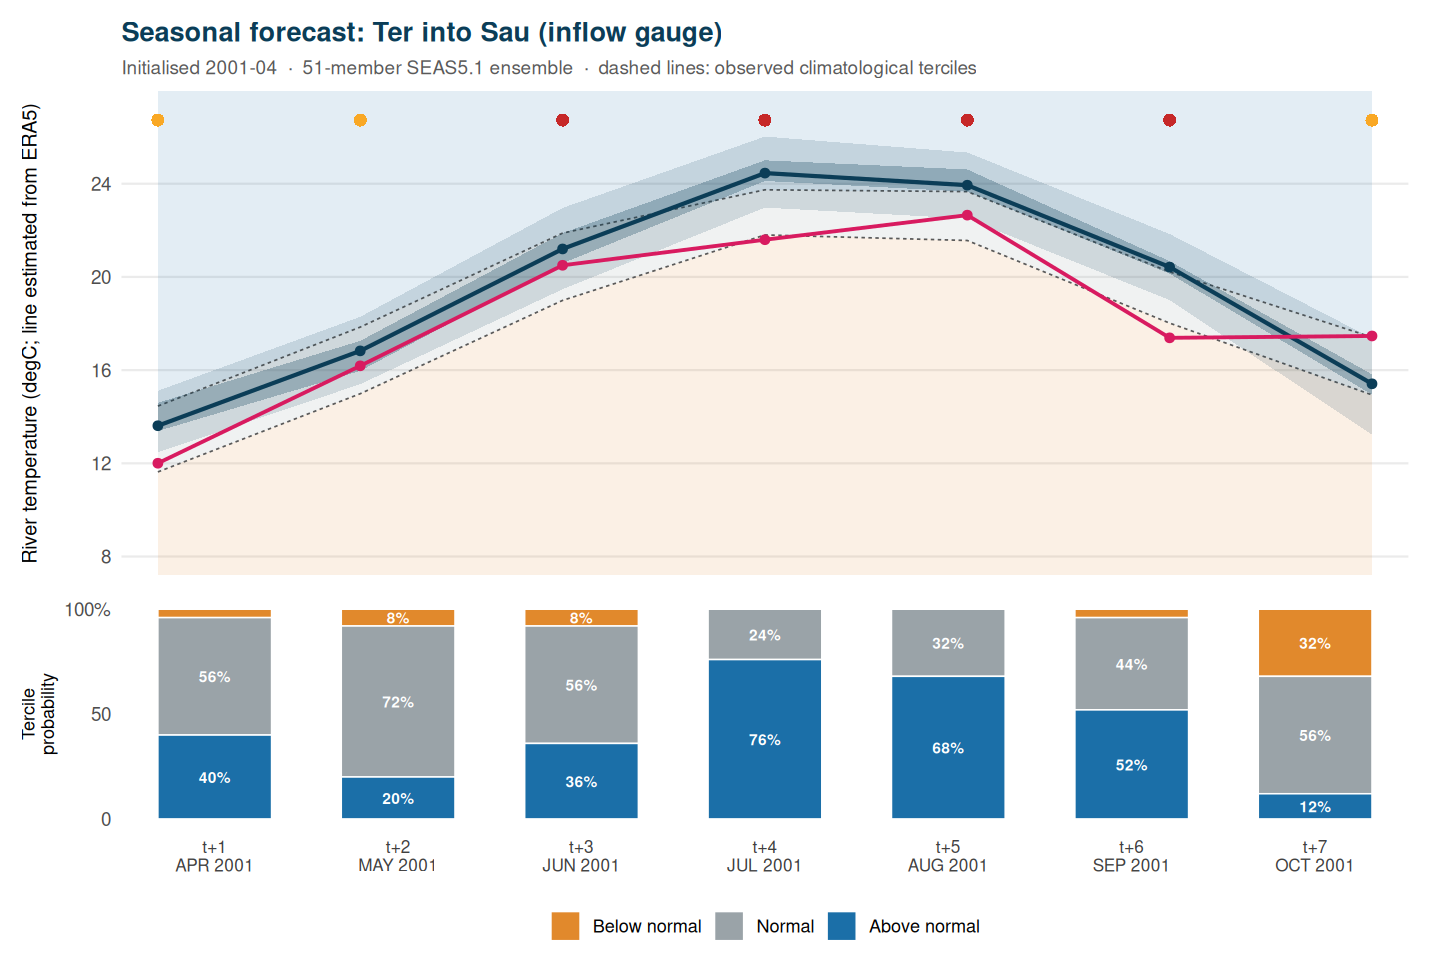 Seasonal forecast: Ter into Sau (inflow gauge)
Initialised 2001-04 · 51-member SEAS5.1 ensemble · dashed lines: observed climatological terciles
River temperature (degC; line estimated from ERA5)
24
20
16
12
8
Tercile
probability
100%
50
0
8% 8%
24% 32% 32%
56% 72% 56% 44%
76% 68% 52% 56%
40% 20% 36% 12%
t+1 t+2 t+3 t+4 t+5 t+6 t+7
APR 2001 MAY 2001 JUN 2001 JUL 2001 AUG 2001 SEP 2001 OCT 2001
Below normal Normal Above normal